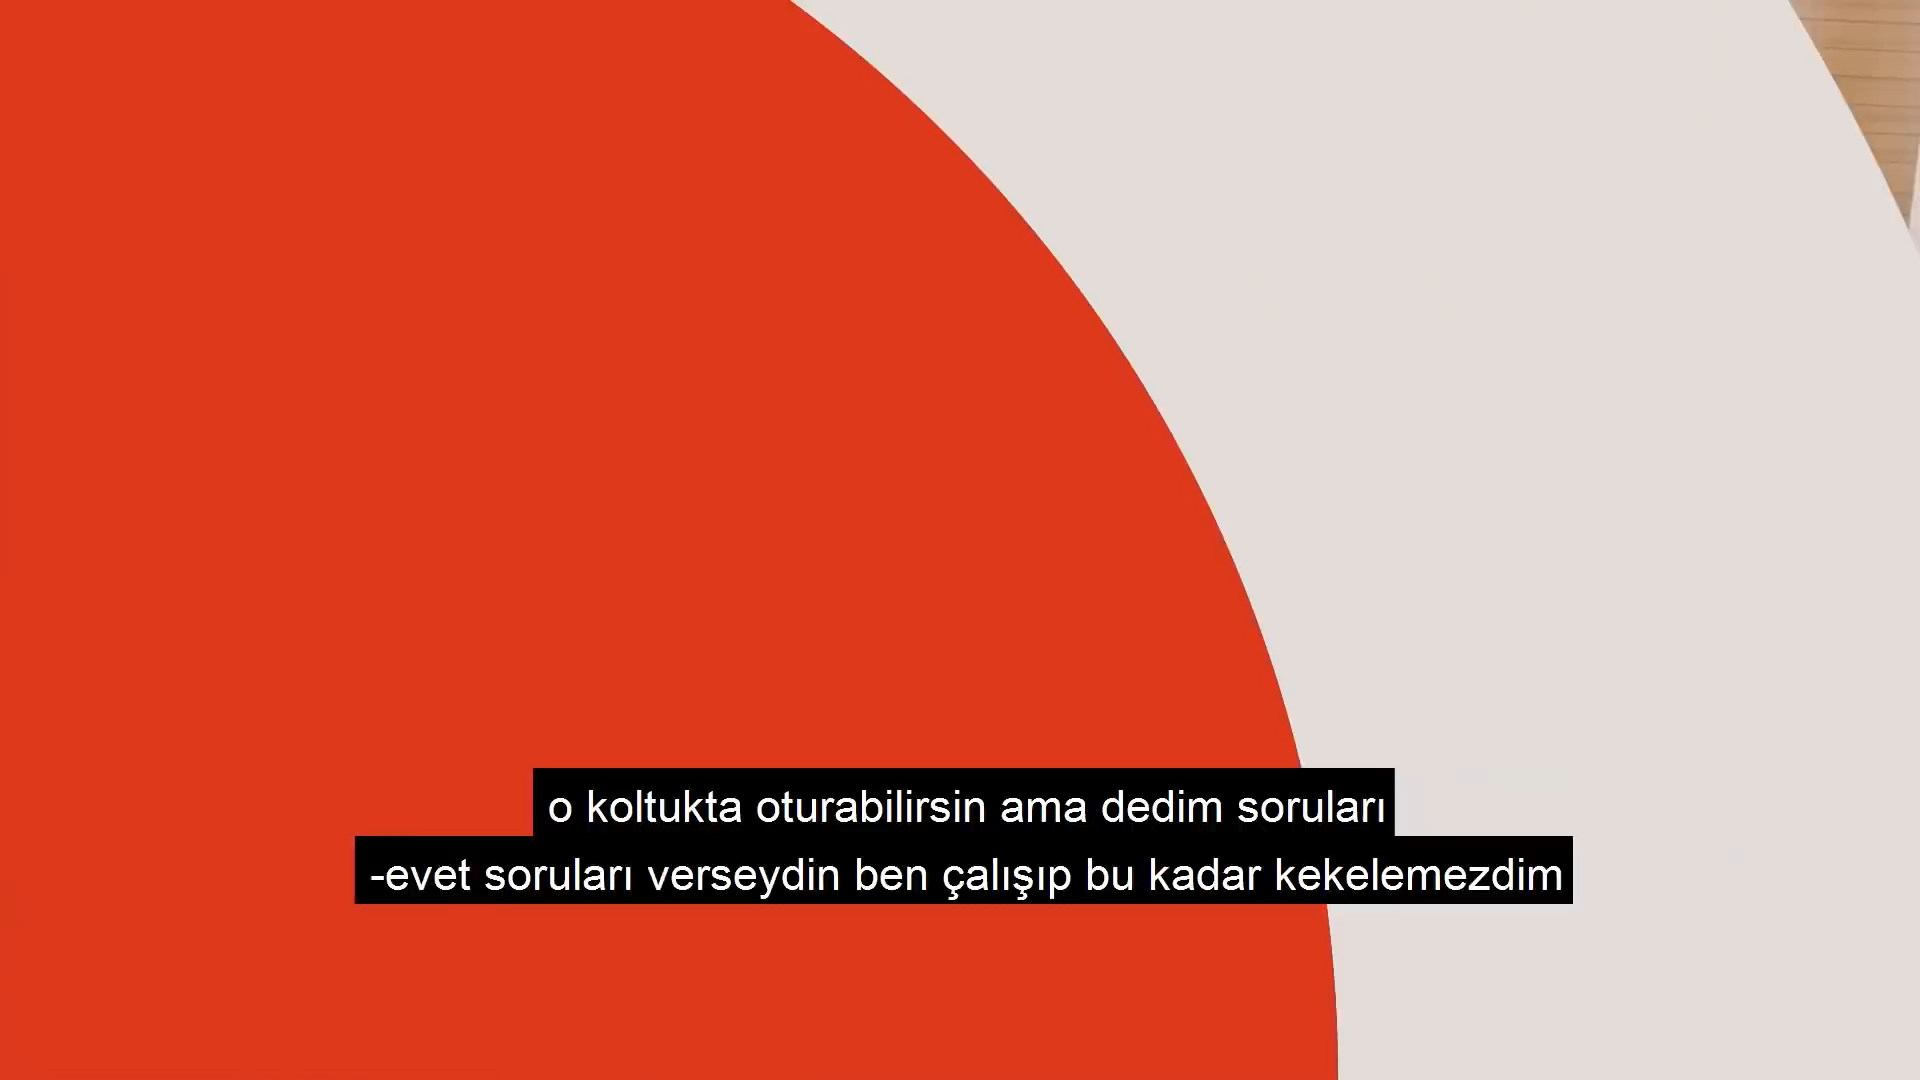 o koltukta oturabilirsin ama dedim soruları
-evet soruları verseydin ben çalışıp bu kadar kekelemezdim